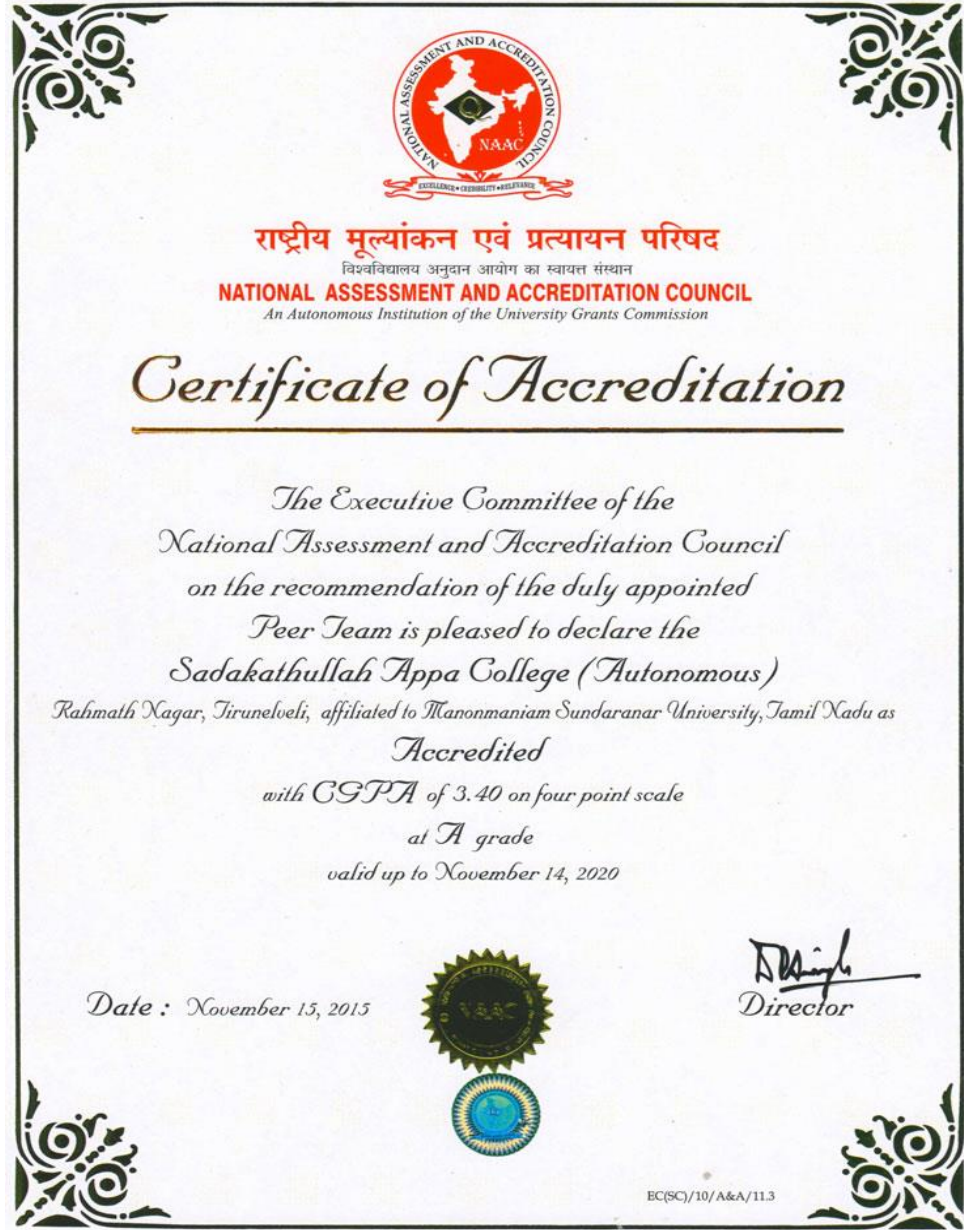 NATIONAL ASSESSMENT AND ACCREDITATION COUNCIL
Q
NAAC
EXCELLENCE • CREDIBILITY • RELEVANCE
राष्ट्रीय मूल्यांकन एवं प्रत्यायन परिषद
विश्वविद्यालय अनुदान आयोग का स्वायत्त संस्थान
NATIONAL ASSESSMENT AND ACCREDITATION COUNCIL
An Autonomous Institution of the University Grants Commission
Certificate of Accreditation
The Executive Committee of the
National Assessment and Accreditation Council
on the recommendation of the duly appointed
Peer Team is pleased to declare the
Sadakathullah Appa College (Autonomous)
Rahmath Nagar, Tirunelveli, affiliated to Manonmaniam Sundaranar University, Tamil Nadu as
Accredited
with CGPA of 3.40 on four point scale
at A grade
valid up to November 14, 2020
Date : November 15, 2015
NAAC
Director
EC(SC)/10/A&A/11.3